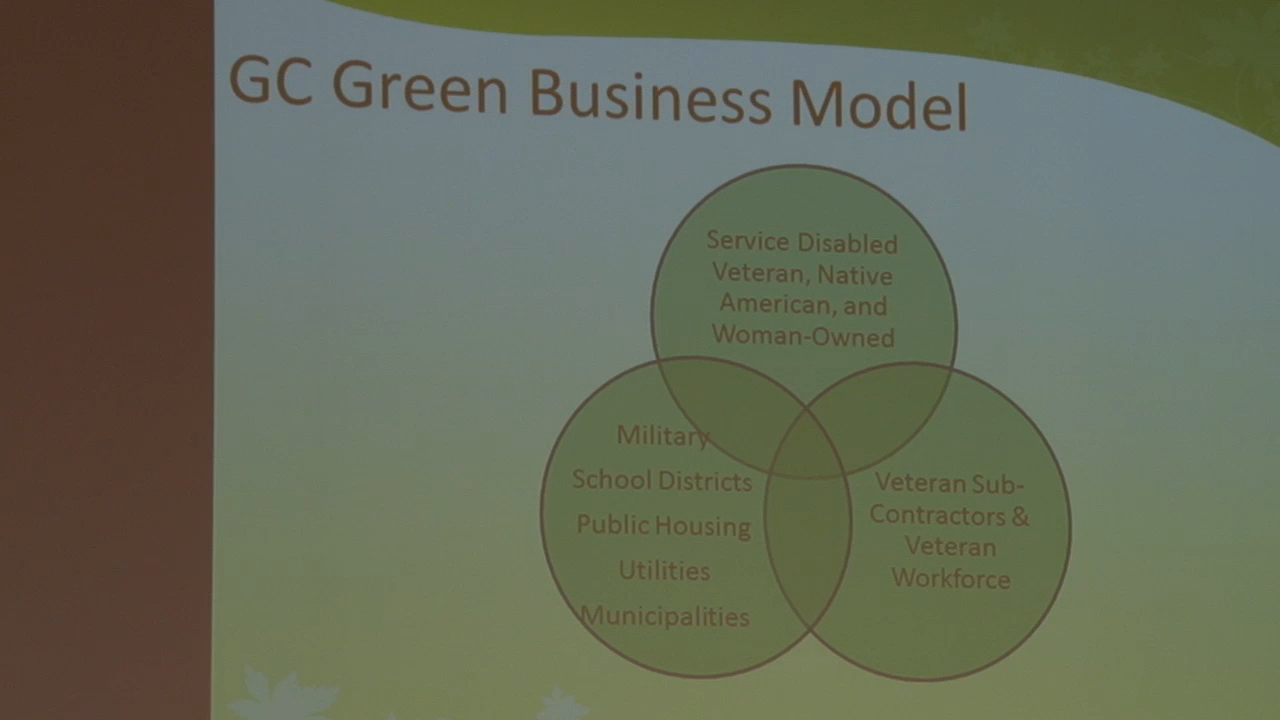 GC Green Business Model
Service Disabled
Veteran, Native
American, and
Woman-Owned
Military
School Districts
Public Housing
Utilities
Municipalities
Veteran Sub-
Contractors &
Veteran
Workforce